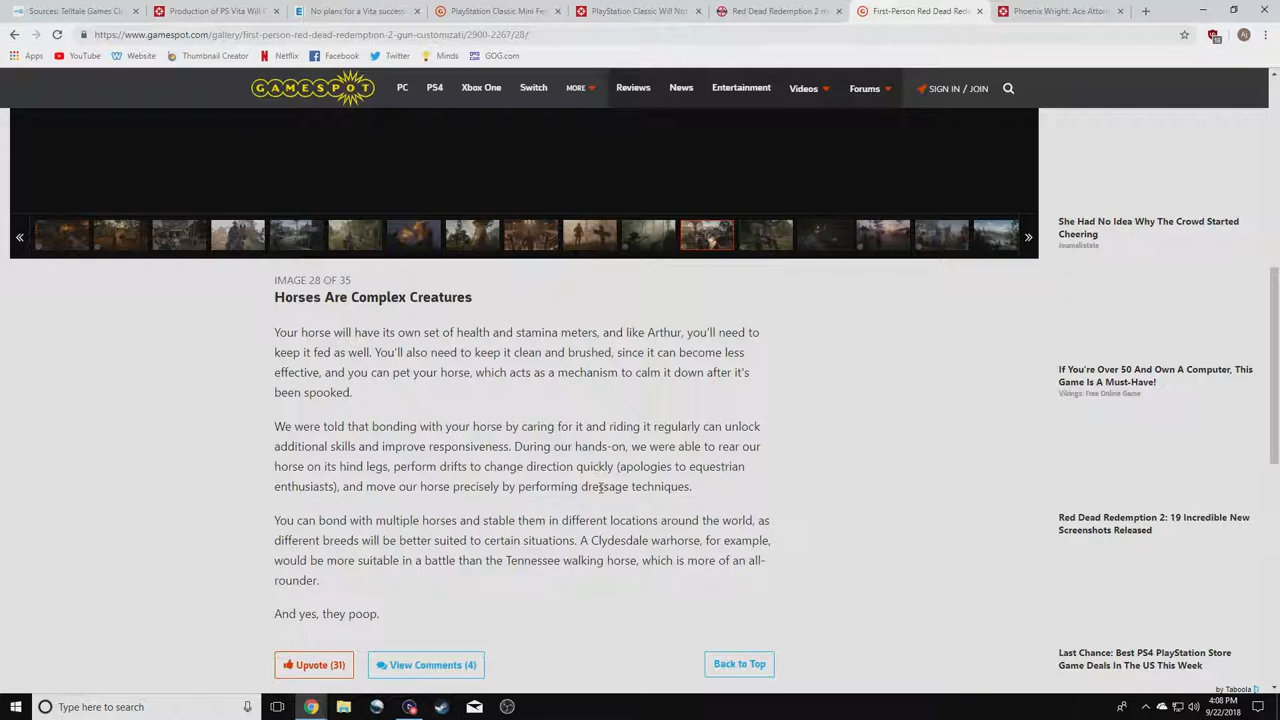 Sources: Telltale Games Cl
Production of PS Vita Will E
No plans for a Vita success
PlayStation Classic Mini Fe
PlayStation Classic Will Not
Red Dead Redemption 2 m
First-Person Red Dead Red
Phoenix Wright: Ace Attor
https://www.gamespot.com/gallery/first-person-red-dead-redemption-2-gun-customizati/2900-2267/28/
Apps YouTube Website Thumbnail Creator Netflix Facebook Twitter Minds GOG.com
GAMESPOT PC PS4 Xbox One Switch MORE Reviews News Entertainment Videos Forums SIGN IN / JOIN
IMAGE 28 OF 35
Horses Are Complex Creatures
Your horse will have its own set of health and stamina meters, and like Arthur, you'll need to
keep it fed as well. You'll also need to keep it clean and brushed, since it can become less
effective, and you can pet your horse, which acts as a mechanism to calm it down after it's
been spooked.
We were told that bonding with your horse by caring for it and riding it regularly can unlock
additional skills and improve responsiveness. During our hands-on, we were able to rear our
horse on its hind legs, perform drifts to change direction quickly (apologies to equestrian
enthusiasts), and move our horse precisely by performing dressage techniques.
You can bond with multiple horses and stable them in different locations around the world, as
different breeds will be better suited to certain situations. A Clydesdale warhorse, for example,
would be more suitable in a battle than the Tennessee walking horse, which is more of an all-
rounder.
And yes, they poop.
Upvote (31) View Comments (4) Back to Top
She Had No Idea Why The Crowd Started
Cheering
Journalistate
If You're Over 50 And Own A Computer, This
Game Is A Must-Have!
Vikings: Free Online Game
Red Dead Redemption 2: 19 Incredible New
Screenshots Released
Last Chance: Best PS4 PlayStation Store
Game Deals In The US This Week
by Taboola
Type here to search
4:08 PM
9/22/2018